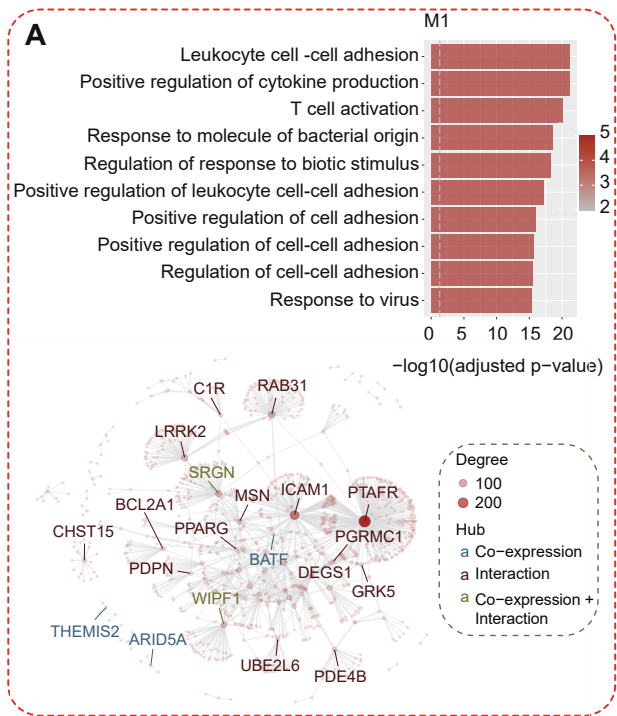 A
M1
Leukocyte cell -cell adhesion
Positive regulation of cytokine production
T cell activation
Response to molecule of bacterial origin
Regulation of response to biotic stimulus
Positive regulation of leukocyte cell-cell adhesion
Positive regulation of cell adhesion
Positive regulation of cell-cell adhesion
Regulation of cell-cell adhesion
Response to virus
5
4
3
2
0 5 10 15 20
−log10(adjusted p−value)
C1R
RAB31
LRRK2
SRGN
BCL2A1
MSN
ICAM1
PTAFR
CHST15
PPARG
PGRMC1
BATF
PDPN
DEGS1
GRK5
WIPF1
THEMIS2
ARID5A
UBE2L6
PDE4B
Degree
100
200
Hub
a Co-expression
a Interaction
a Co-expression +
Interaction